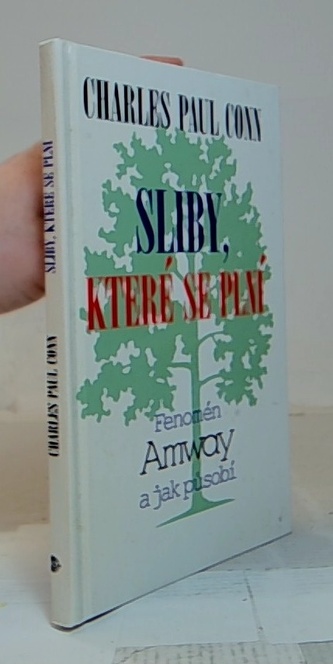 CHARLES PAUL CONN
SLIBY,
KTERÉ SE PLNÍ
Fenomén
Amway
a jak působí
CHARLES PAUL CONN
SLIBY, KTERÉ SE PLNÍ